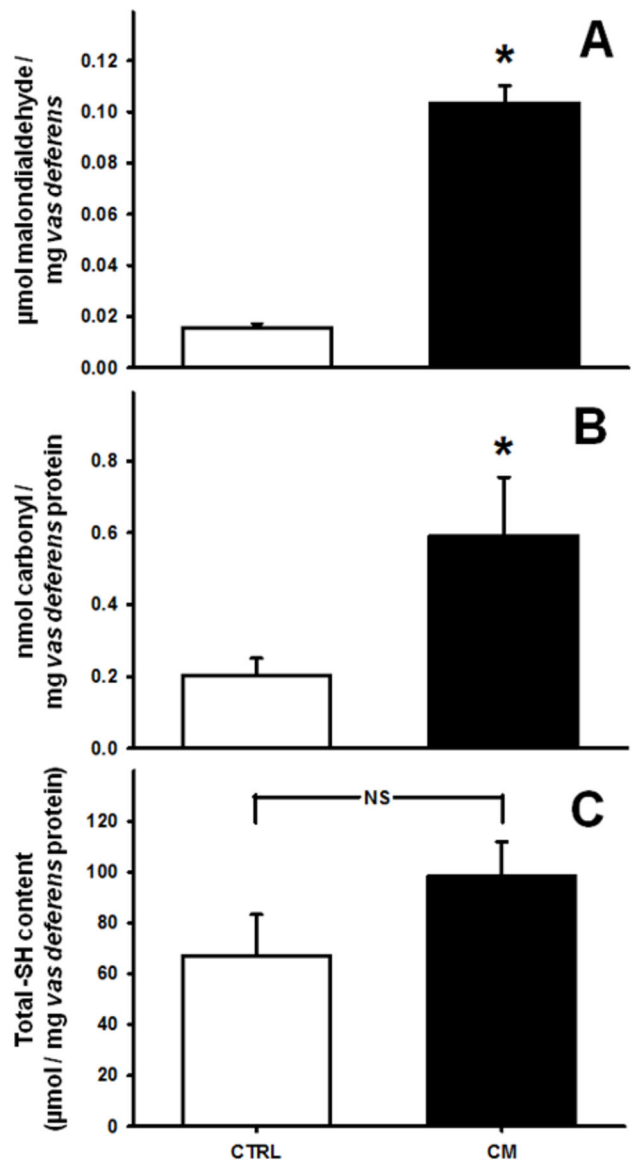 A
µmol malondialdehyde /
mg vas deferens
0.12
0.10
0.08
0.06
0.04
0.02
0.00
*
B
nmol carbonyl /
mg vas deferens protein
0.8
0.6
0.4
0.2
0.0
*
C
Total -SH content
(µmol / mg vas deferens protein)
120
100
80
60
40
20
0
NS
CTRL
CM